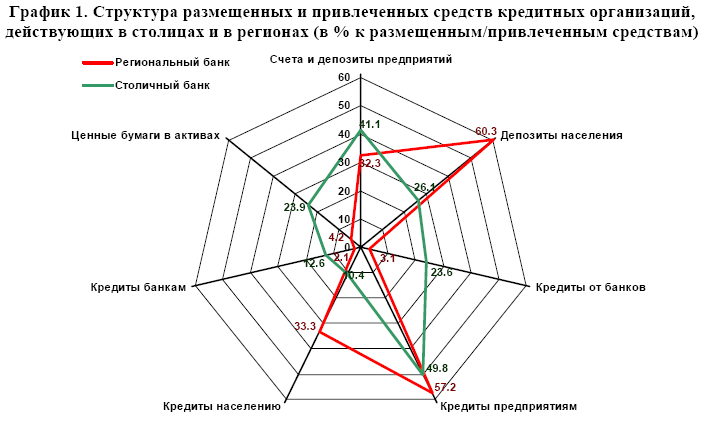 График 1. Структура размещенных и привлеченных средств кредитных организаций,
действующих в столицах и в регионах (в % к размещенным/привлеченным средствам)
Региональный банк
Столичный банк
Счета и депозиты предприятий
60
50
40
30
20
10
0
41.1
32.3
60.3
Депозиты населения
26.1
Ценные бумаги в активах
23.9
4.2
2.1
12.6
3.1
23.6
Кредиты банкам
Кредиты от банков
33.3
49.8
57.2
Кредиты населению
Кредиты предприятиям